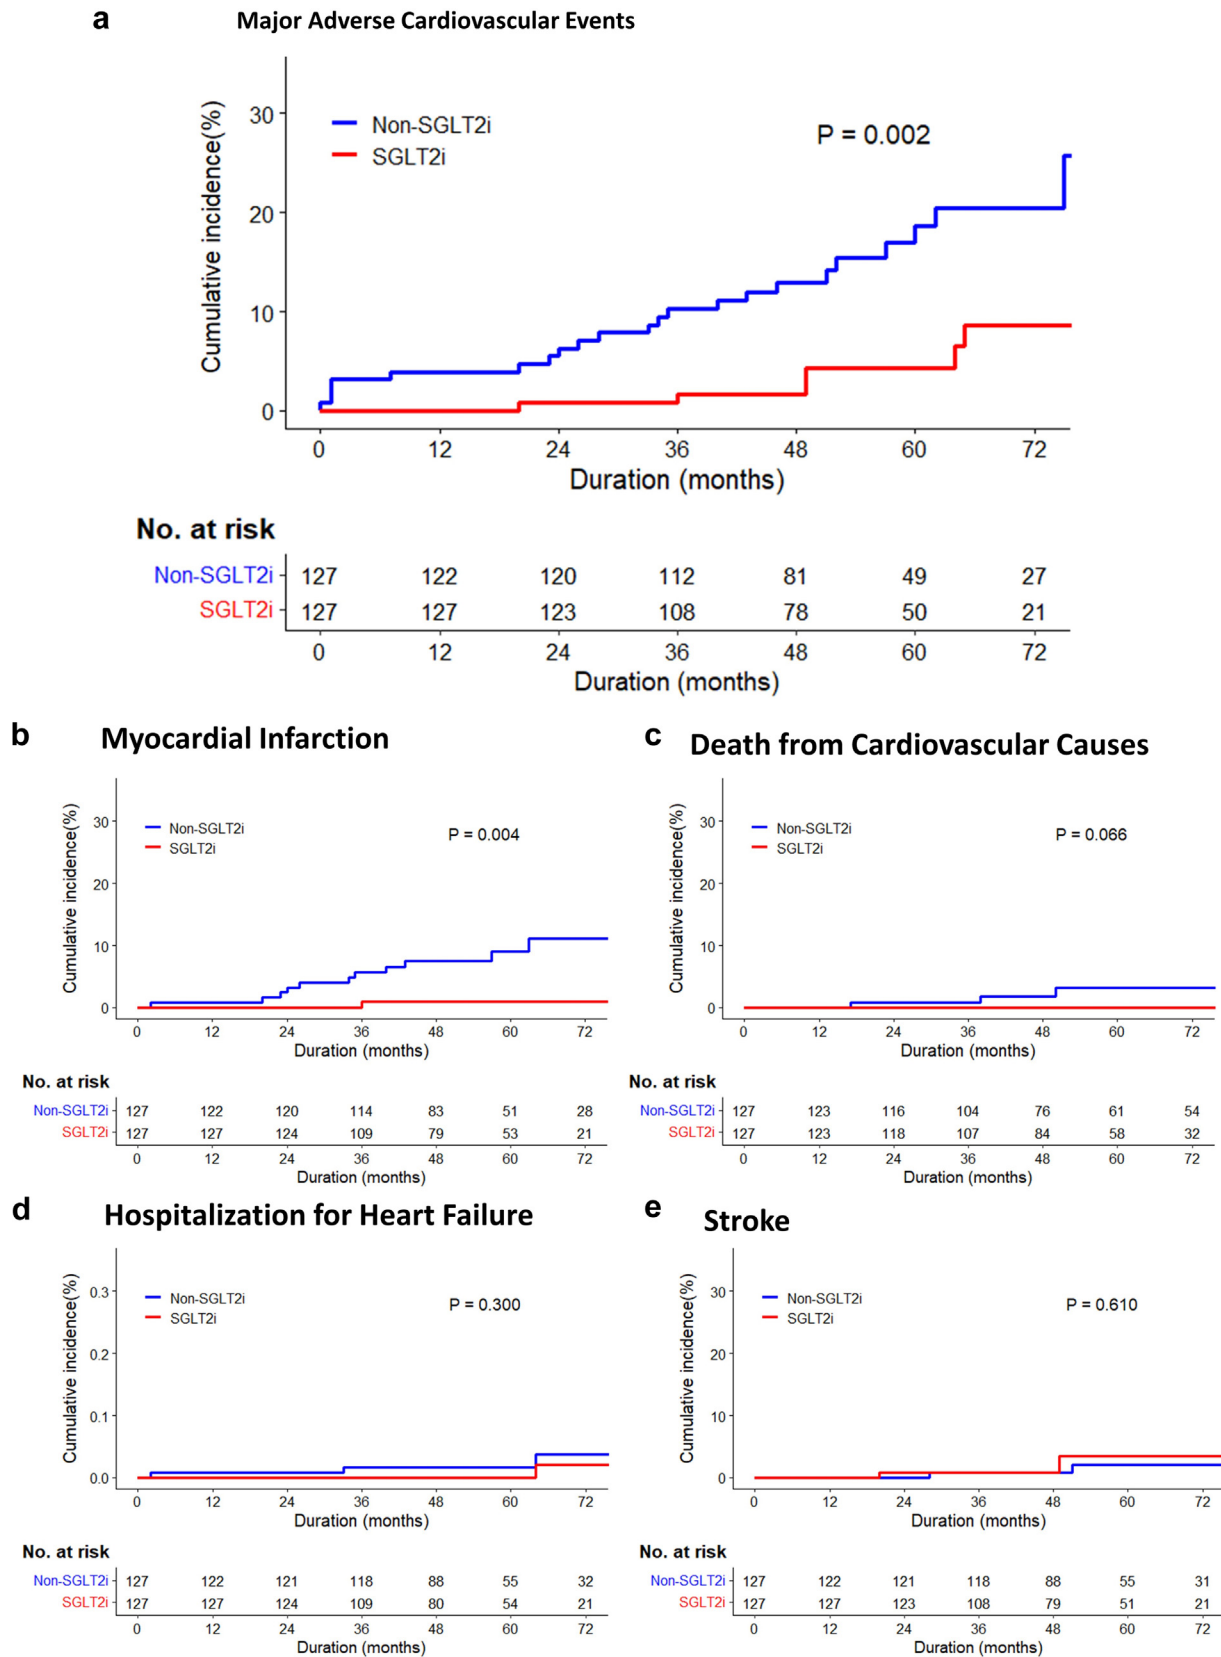 a
Major Adverse Cardiovascular Events
Cumulative incidence(%)
30
20
10
0
Non-SGLT2i
SGLT2i
P = 0.002
0 12 24 36 48 60 72
Duration (months)
No. at risk
Non-SGLT2i 127 122 120 112 81 49 27
SGLT2i 127 127 123 108 78 50 21
0 12 24 36 48 60 72
Duration (months)
b
Myocardial Infarction
Cumulative incidence(%)
30
20
10
0
Non-SGLT2i
SGLT2i
P = 0.004
0 12 24 36 48 60 72
Duration (months)
No. at risk
Non-SGLT2i 127 122 120 114 83 51 28
SGLT2i 127 127 124 109 79 53 21
0 12 24 36 48 60 72
Duration (months)
c
Death from Cardiovascular Causes
Cumulative incidence(%)
30
20
10
0
Non-SGLT2i
SGLT2i
P = 0.066
0 12 24 36 48 60 72
Duration (months)
No. at risk
Non-SGLT2i 127 123 116 104 76 61 54
SGLT2i 127 123 118 107 84 58 32
0 12 24 36 48 60 72
Duration (months)
d
Hospitalization for Heart Failure
Cumulative incidence(%)
0.3
0.2
0.1
0.0
Non-SGLT2i
SGLT2i
P = 0.300
0 12 24 36 48 60 72
Duration (months)
No. at risk
Non-SGLT2i 127 122 121 118 88 55 32
SGLT2i 127 127 124 109 80 54 21
0 12 24 36 48 60 72
Duration (months)
e
Stroke
Cumulative incidence(%)
30
20
10
0
Non-SGLT2i
SGLT2i
P = 0.610
0 12 24 36 48 60 72
Duration (months)
No. at risk
Non-SGLT2i 127 122 121 118 88 55 31
SGLT2i 127 127 123 108 79 51 21
0 12 24 36 48 60 72
Duration (months)